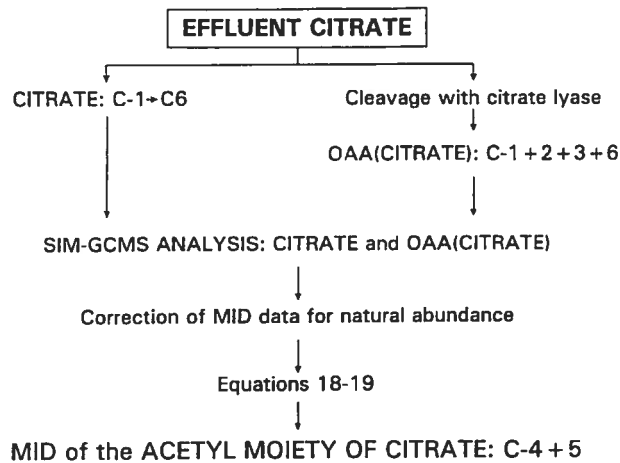 EFFLUENT CITRATE
CITRATE: C-1→C6
Cleavage with citrate lyase
OAA(CITRATE): C-1+2+3+6
SIM-GCMS ANALYSIS: CITRATE and OAA(CITRATE)
Correction of MID data for natural abundance
Equations 18-19
MID of the ACETYL MOIETY OF CITRATE: C-4+5